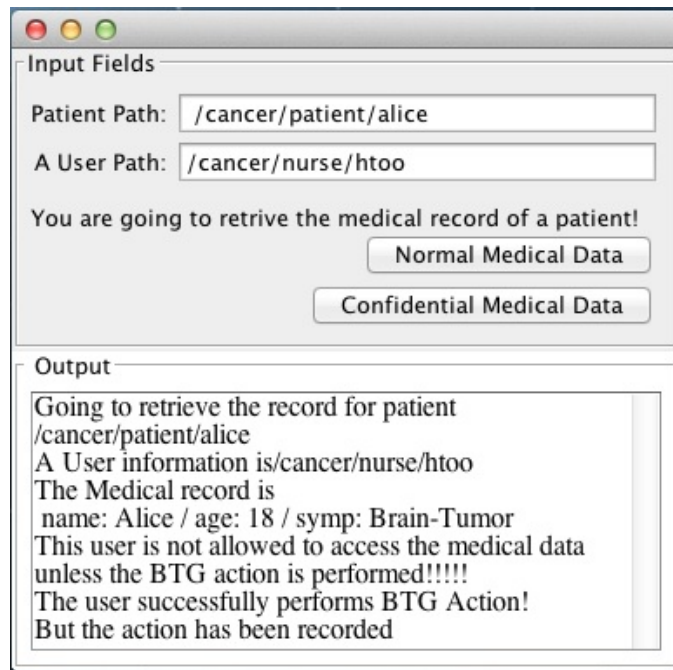 Input Fields
Patient Path: /cancer/patient/alice
A User Path: /cancer/nurse/htoo
You are going to retrive the medical record of a patient!
Normal Medical Data
Confidential Medical Data
Output
Going to retrieve the record for patient
/cancer/patient/alice
A User information is/cancer/nurse/htoo
The Medical record is
name: Alice / age: 18 / symp: Brain-Tumor
This user is not allowed to access the medical data
unless the BTG action is performed!!!!!
The user successfully performs BTG Action!
But the action has been recorded